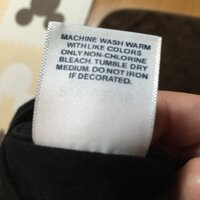 MACHINE WASH WARM
WITH LIKE COLORS
ONLY NON-CHLORINE
BLEACH. TUMBLE DRY
MEDIUM. DO NOT IRON
IF DECORATED.